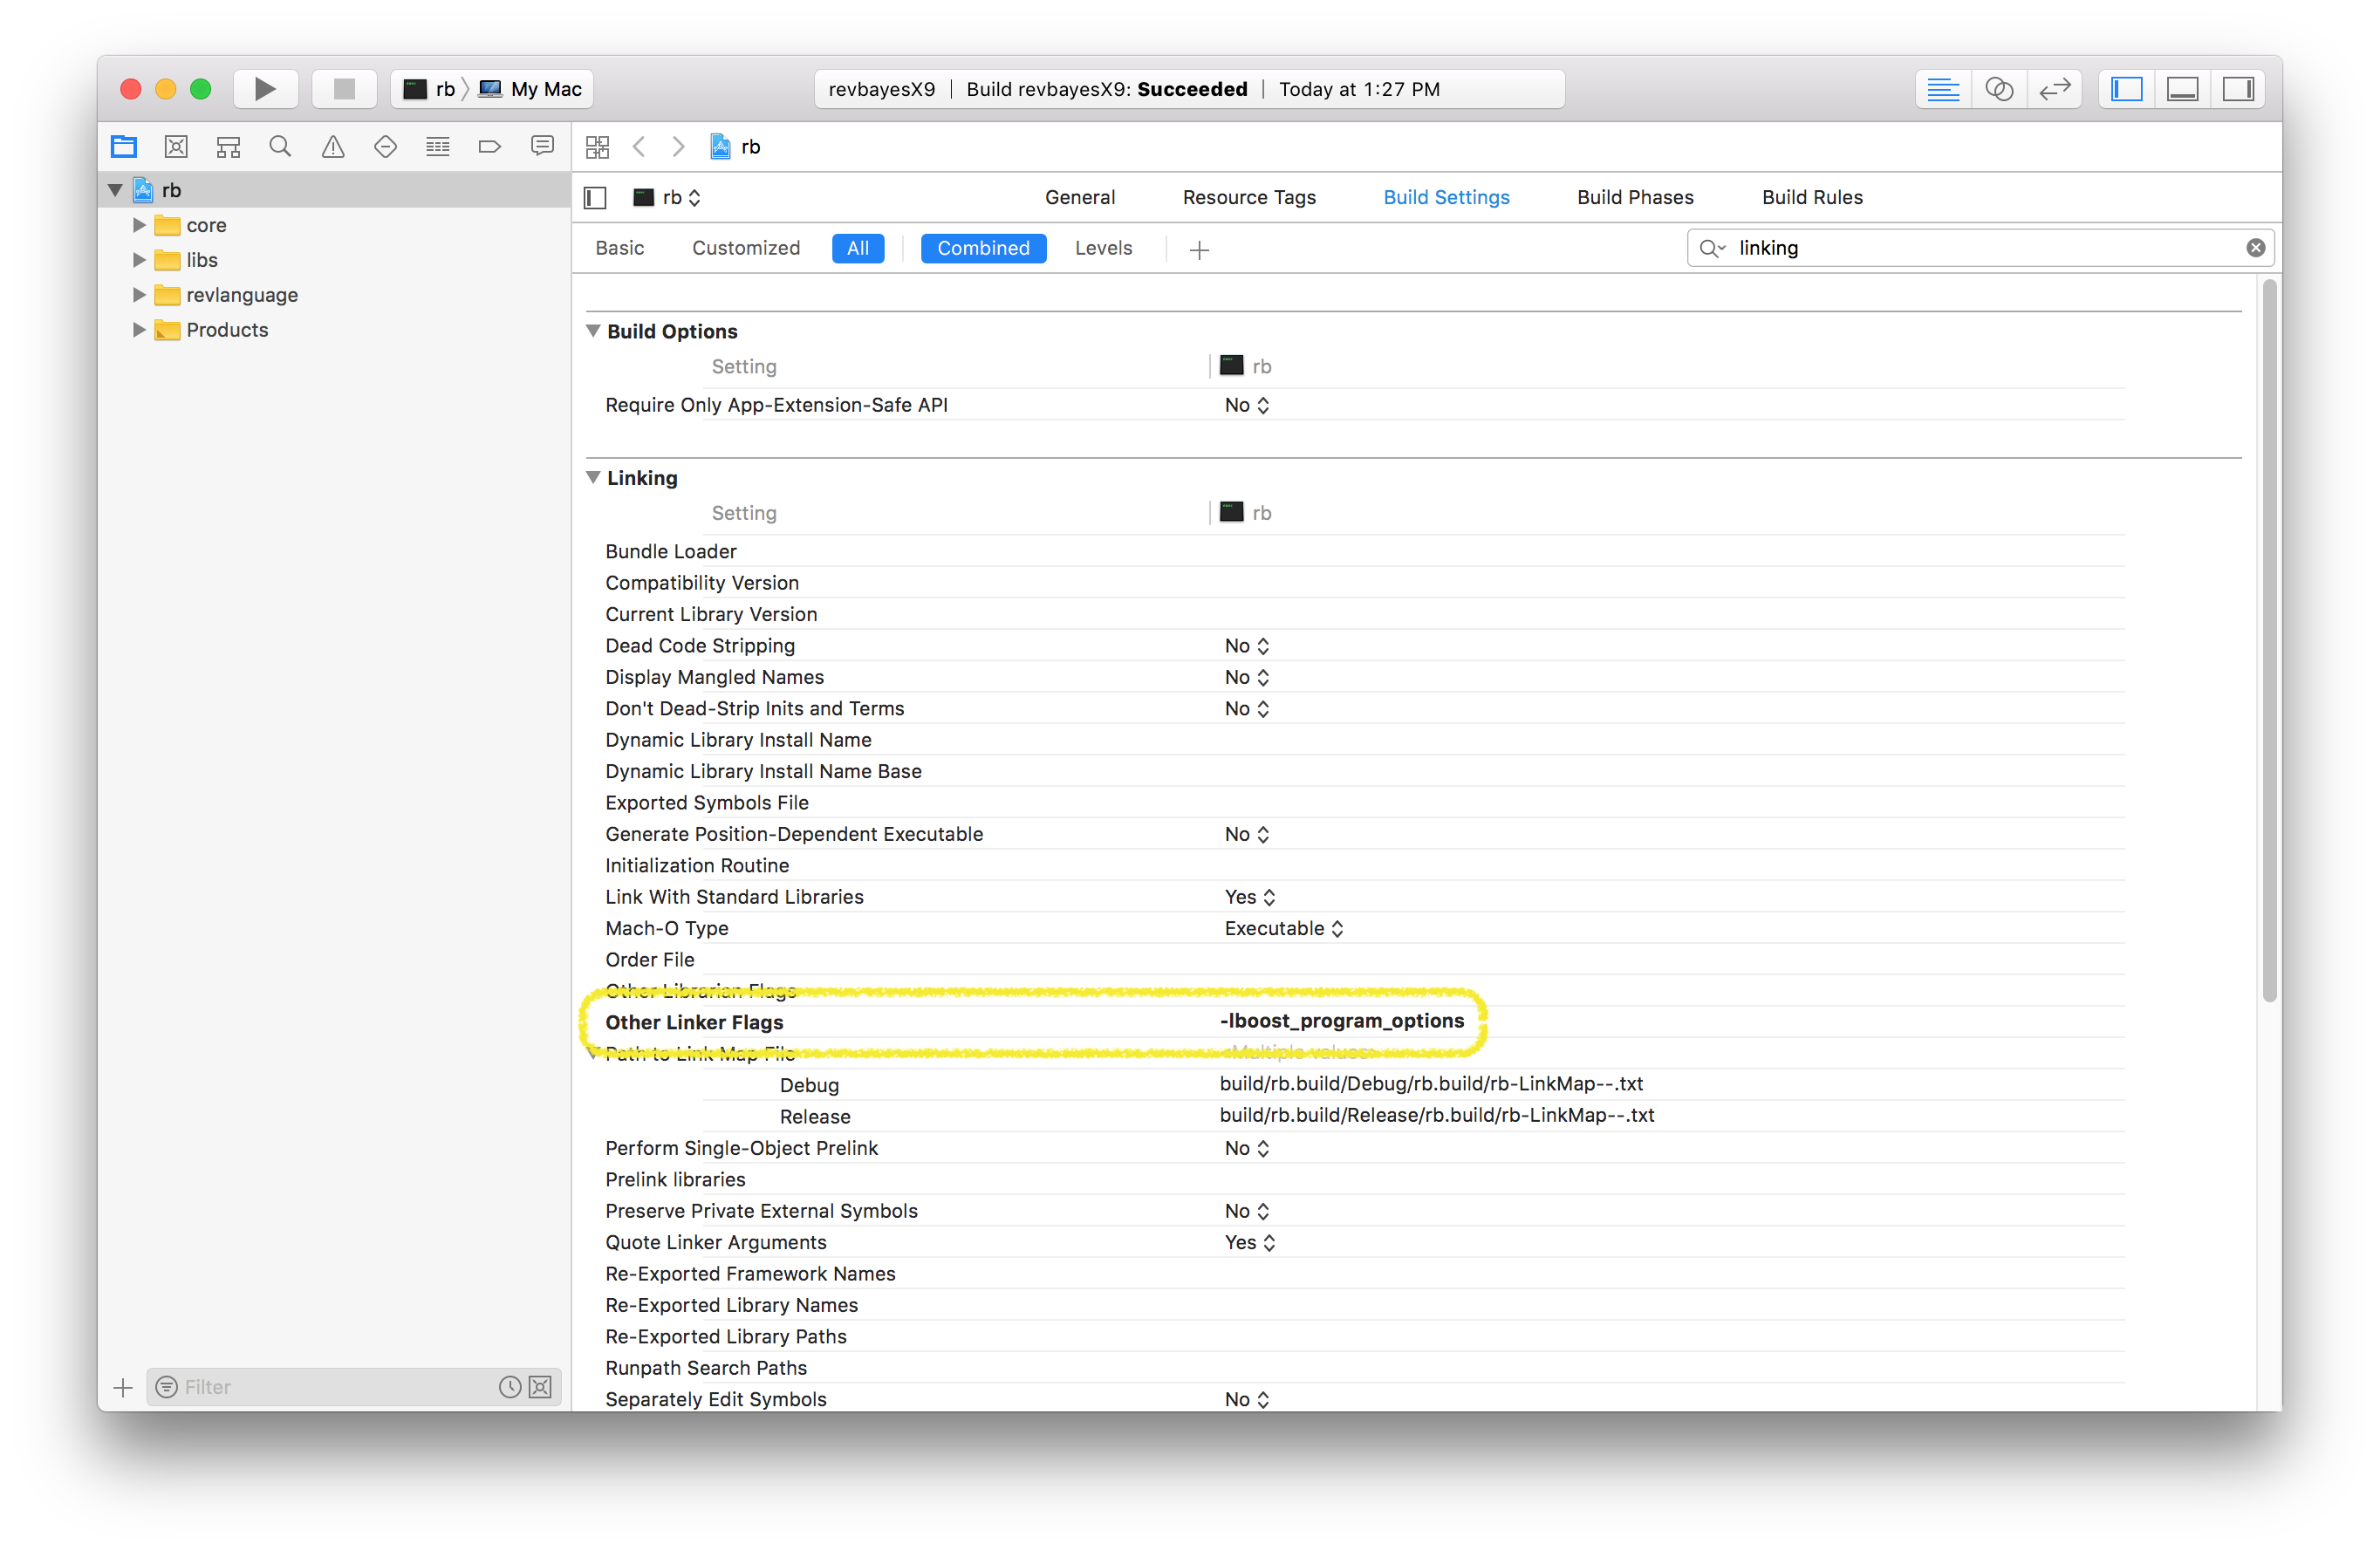 rb My Mac revbayesX9 | Build revbayesX9: Succeeded | Today at 1:27 PM
rb
rb General Resource Tags Build Settings Build Phases Build Rules
Basic Customized All Combined Levels linking
rb
core
libs
revlanguage
Products
Build Options
Setting rb
Require Only App-Extension-Safe API No
Linking
Setting rb
Bundle Loader
Compatibility Version
Current Library Version
Dead Code Stripping No
Display Mangled Names No
Don't Dead-Strip Inits and Terms No
Dynamic Library Install Name
Dynamic Library Install Name Base
Exported Symbols File
Generate Position-Dependent Executable No
Initialization Routine
Link With Standard Libraries Yes
Mach-O Type Executable
Order File
Other Librarian Flags
Other Linker Flags -lboost_program_options
Path to Link Map File <Multiple values>
Debug build/rb.build/Debug/rb.build/rb-LinkMap--.txt
Release build/rb.build/Release/rb.build/rb-LinkMap--.txt
Perform Single-Object Prelink No
Prelink libraries
Preserve Private External Symbols No
Quote Linker Arguments Yes
Re-Exported Framework Names
Re-Exported Library Names
Re-Exported Library Paths
Runpath Search Paths
Separately Edit Symbols No
Filter